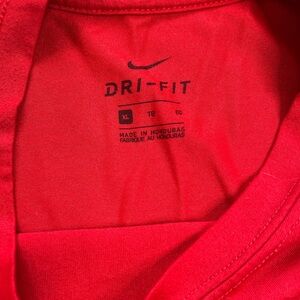 DRI-FIT
XL TG EG
MADE IN HONDURAS
FABRIQUÉ AU HONDURAS